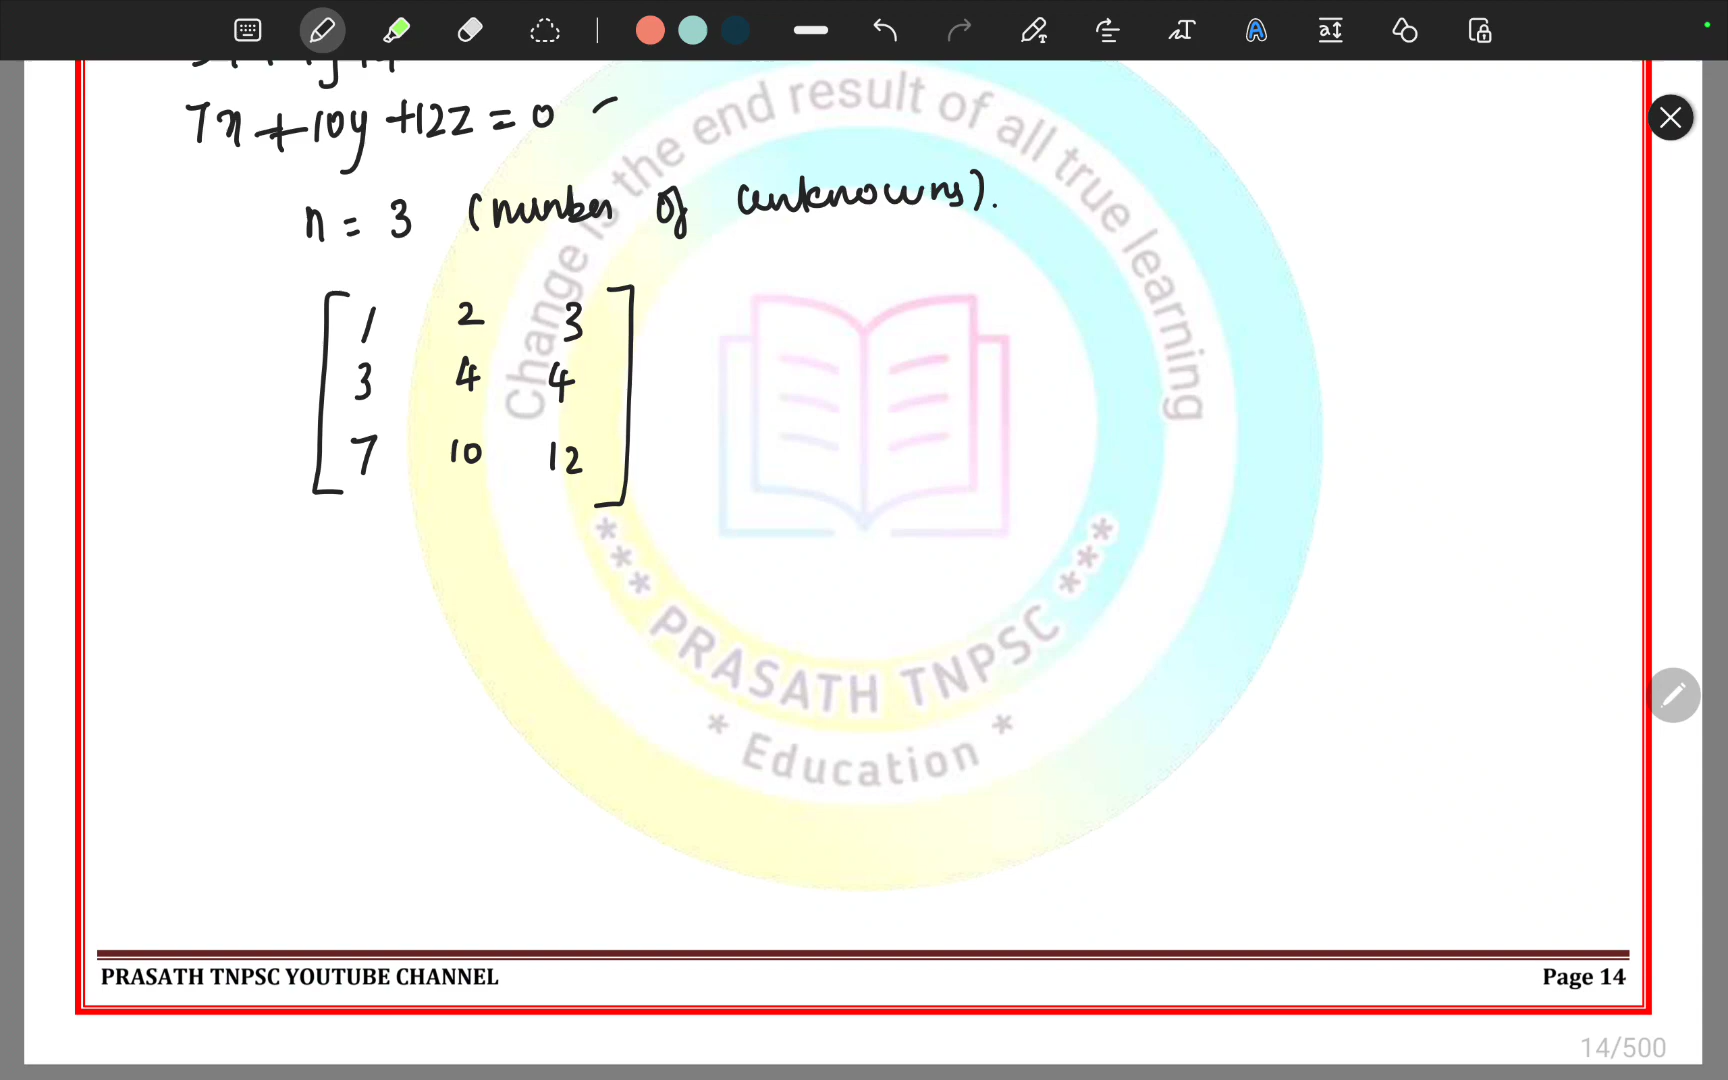 7x + 10y + 12z = 0
n = 3 (number of unknowns).
1 2 3
3 4 4
7 10 12
Change is the end result of all true learning
*** PRASATH TNPSC ***
* Education *
PRASATH TNPSC YOUTUBE CHANNEL
Page 14
14/500